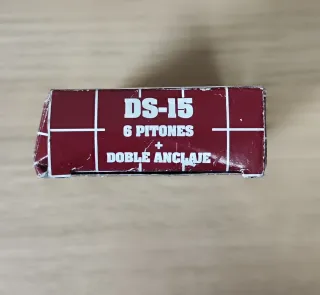 DS-15
6 PITONES
+
DOBLE ANCLAJE